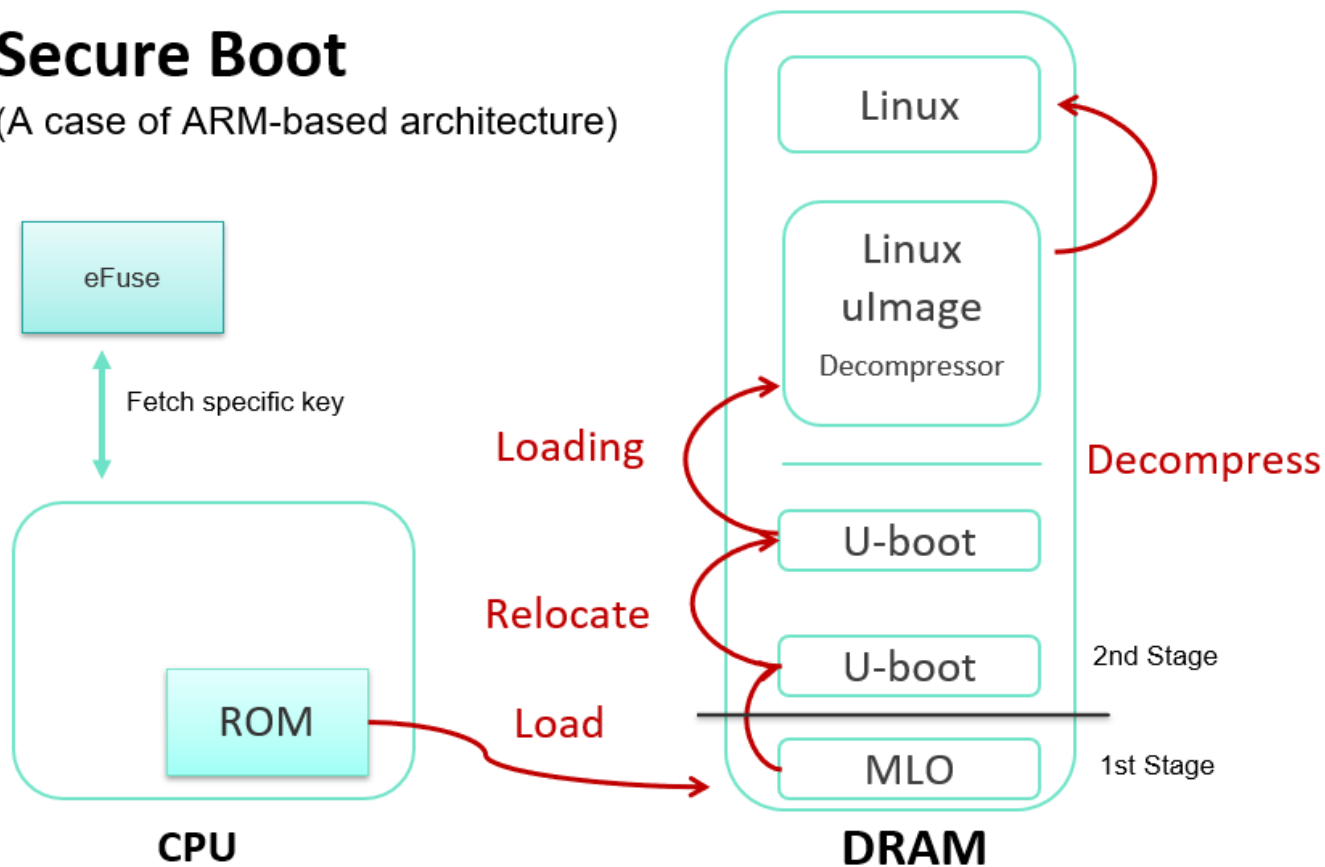 Secure Boot
(A case of ARM-based architecture)
eFuse
Fetch specific key
ROM
CPU
Load
Relocate
Loading
Linux
Linux
uImage
Decompressor
Decompress
U-boot
U-boot
2nd Stage
MLO
1st Stage
DRAM